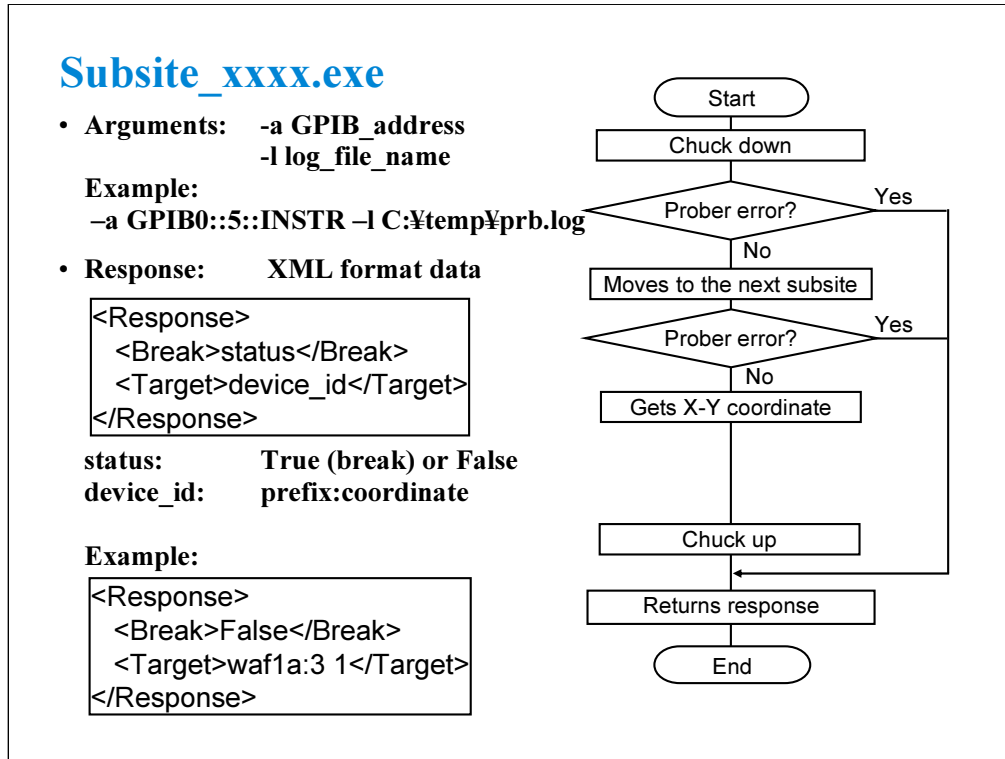 Subsite_xxxx.exe
• Arguments: -a GPIB_address
-l log_file_name
Example:
–a GPIB0::5::INSTR –l C:¥temp¥prb.log
• Response: XML format data
<Response>
<Break>status</Break>
<Target>device_id</Target>
</Response>
status: True (break) or False
device_id: prefix:coordinate
Example:
<Response>
<Break>False</Break>
<Target>waf1a:3 1</Target>
</Response>
Start
Chuck down
Prober error?
Yes
No
Moves to the next subsite
Prober error?
Yes
No
Gets X-Y coordinate
Chuck up
Returns response
End